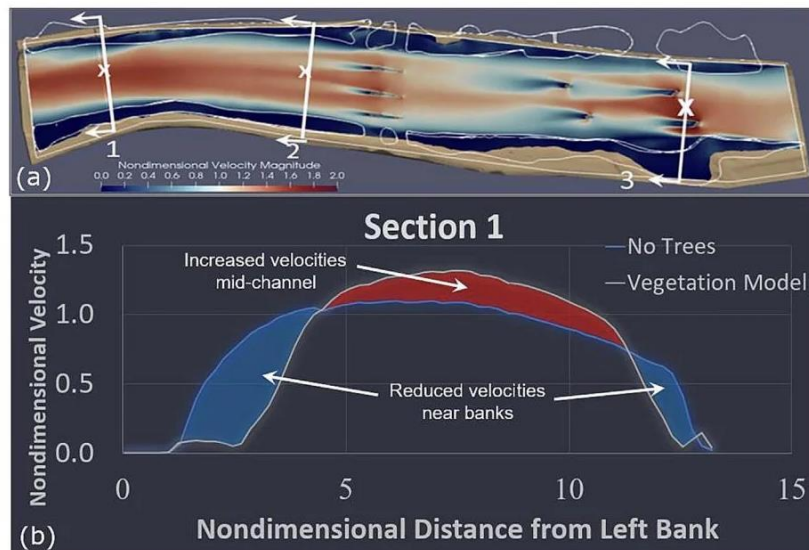 x
x
x
1
2
3
Nondimensional Velocity Magnitude
0.0 0.2 0.4 0.6 0.8 1.0 1.2 1.4 1.6 1.8 2.0
(a)
Section 1
No Trees
Vegetation Model
Increased velocities
mid-channel
Reduced velocities
near banks
Nondimensional Velocity
1.5
1.0
0.5
0.0
0 5 10 15
Nondimensional Distance from Left Bank
(b)